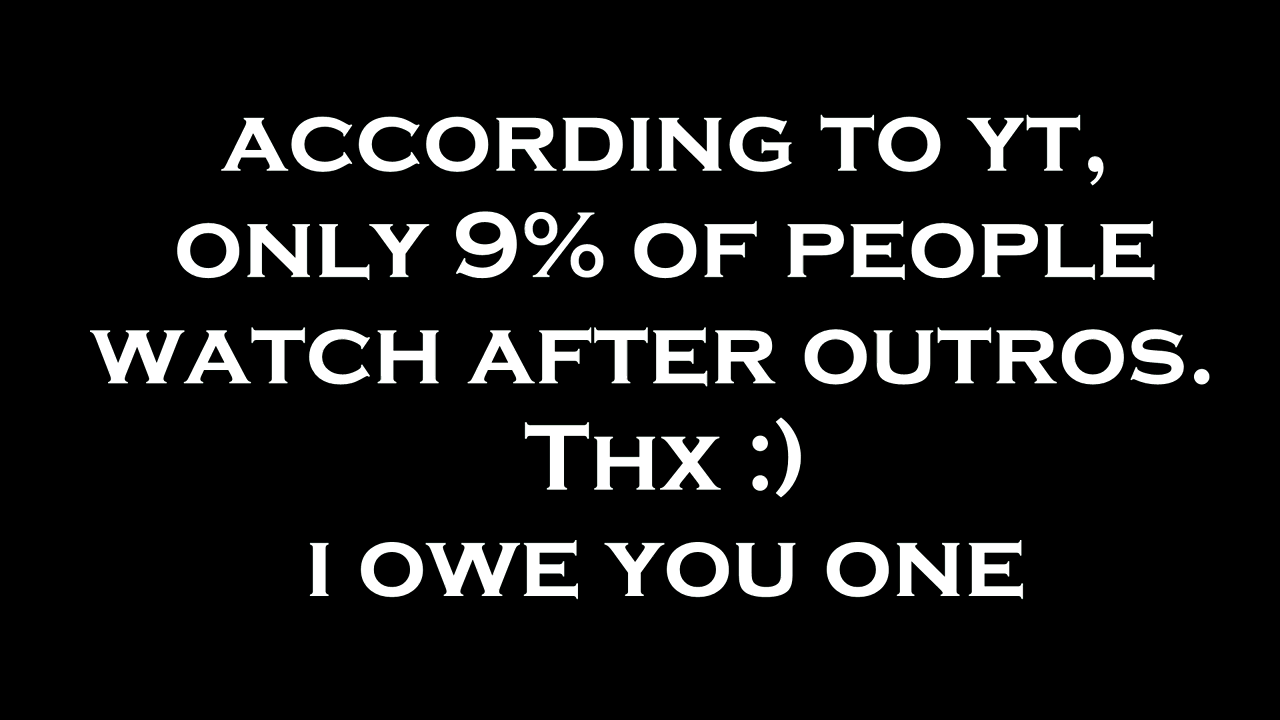 according to yt,
only 9% of people
watch after outros.
Thx :)
i owe you one